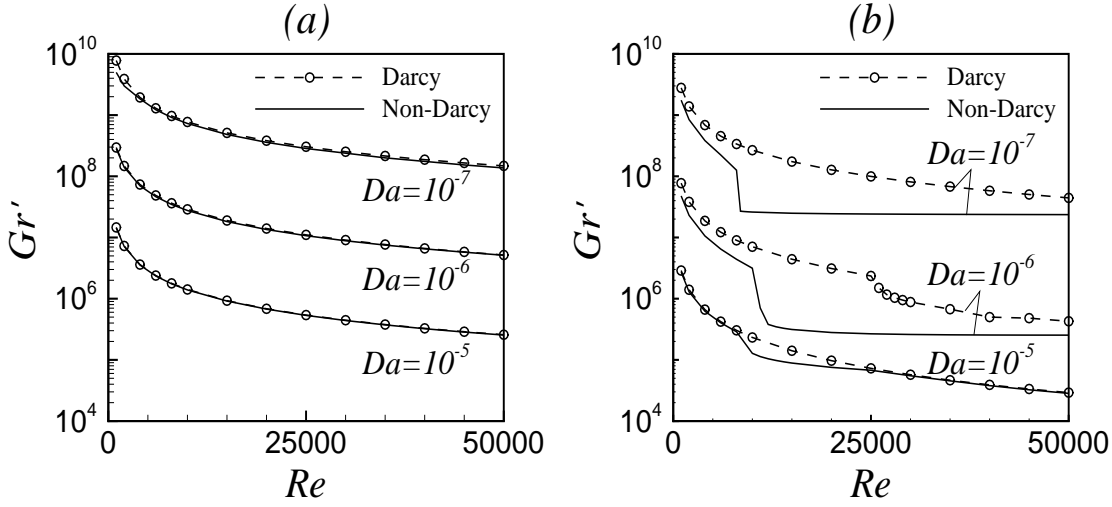 (a)
10^10
10^8
10^6
10^4
Gr′
Darcy
Non-Darcy
Da=10^-7
Da=10^-6
Da=10^-5
0
25000
50000
Re
(b)
10^10
10^8
10^6
10^4
Gr′
Darcy
Non-Darcy
Da=10^-7
Da=10^-6
Da=10^-5
0
25000
50000
Re